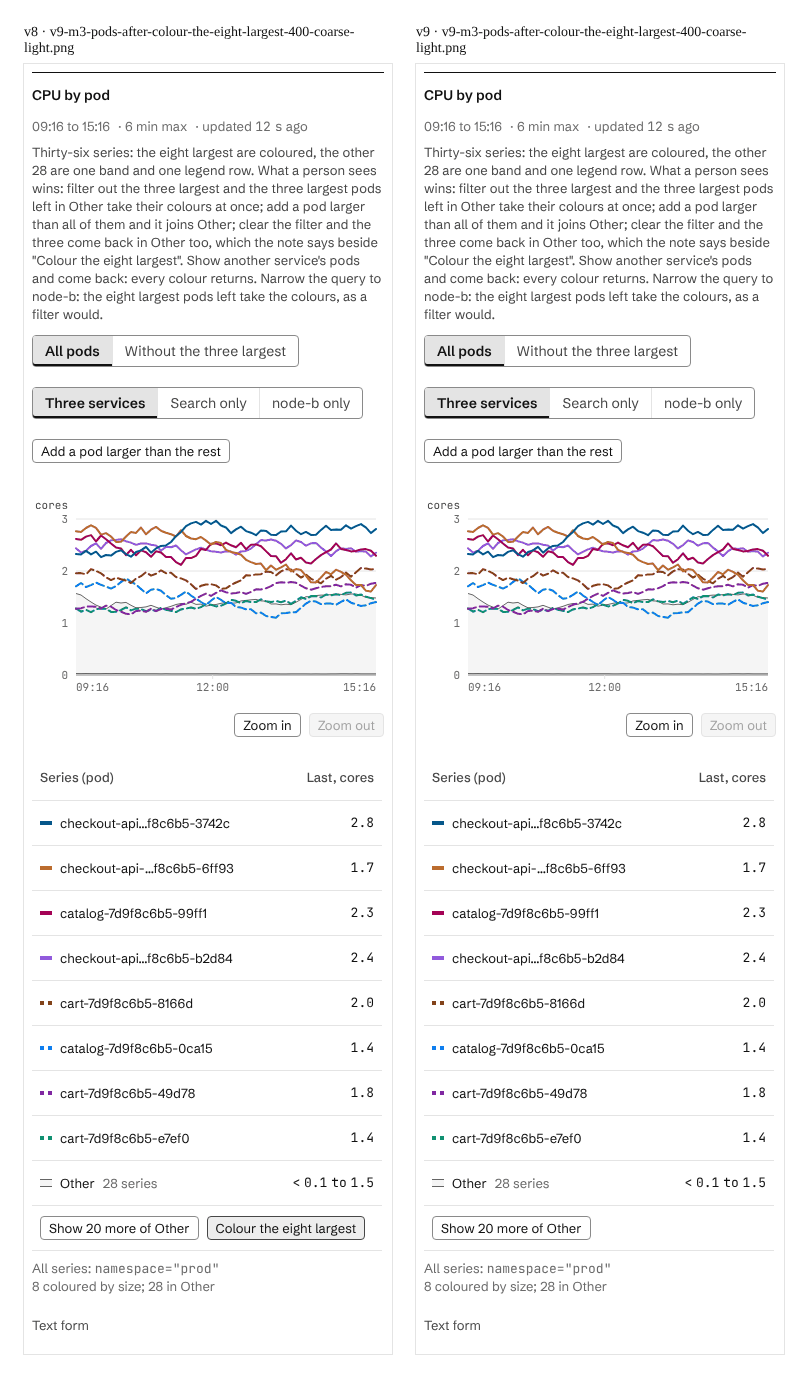 v8 · v9-m3-pods-after-colour-the-eight-largest-400-coarse-
light.png
CPU by pod
09:16 to 15:16 · 6 min max · updated 12 s ago
Thirty-six series: the eight largest are coloured, the other
28 are one band and one legend row. What a person sees
wins: filter out the three largest and the three largest pods
left in Other take their colours at once; add a pod larger
than all of them and it joins Other; clear the filter and the
three come back in Other too, which the note says beside
"Colour the eight largest". Show another service's pods
and come back: every colour returns. Narrow the query to
node-b: the eight largest pods left take the colours, as a
filter would.
All pods Without the three largest
Three services Search only node-b only
Add a pod larger than the rest
cores
3
2
1
0
09:16 12:00 15:16
Zoom in Zoom out
Series (pod) Last, cores
checkout-api…f8c6b5-3742c 2.8
checkout-api-…f8c6b5-6ff93 1.7
catalog-7d9f8c6b5-99ff1 2.3
checkout-api…f8c6b5-b2d84 2.4
cart-7d9f8c6b5-8166d 2.0
catalog-7d9f8c6b5-0ca15 1.4
cart-7d9f8c6b5-49d78 1.8
cart-7d9f8c6b5-e7ef0 1.4
Other 28 series < 0.1 to 1.5
Show 20 more of Other Colour the eight largest
All series: namespace="prod"
8 coloured by size; 28 in Other
Text form
v9 · v9-m3-pods-after-colour-the-eight-largest-400-coarse-
light.png
CPU by pod
09:16 to 15:16 · 6 min max · updated 12 s ago
Thirty-six series: the eight largest are coloured, the other
28 are one band and one legend row. What a person sees
wins: filter out the three largest and the three largest pods
left in Other take their colours at once; add a pod larger
than all of them and it joins Other; clear the filter and the
three come back in Other too, which the note says beside
"Colour the eight largest". Show another service's pods
and come back: every colour returns. Narrow the query to
node-b: the eight largest pods left take the colours, as a
filter would.
All pods Without the three largest
Three services Search only node-b only
Add a pod larger than the rest
cores
3
2
1
0
09:16 12:00 15:16
Zoom in Zoom out
Series (pod) Last, cores
checkout-api…f8c6b5-3742c 2.8
checkout-api-…f8c6b5-6ff93 1.7
catalog-7d9f8c6b5-99ff1 2.3
checkout-api…f8c6b5-b2d84 2.4
cart-7d9f8c6b5-8166d 2.0
catalog-7d9f8c6b5-0ca15 1.4
cart-7d9f8c6b5-49d78 1.8
cart-7d9f8c6b5-e7ef0 1.4
Other 28 series < 0.1 to 1.5
Show 20 more of Other
All series: namespace="prod"
8 coloured by size; 28 in Other
Text form